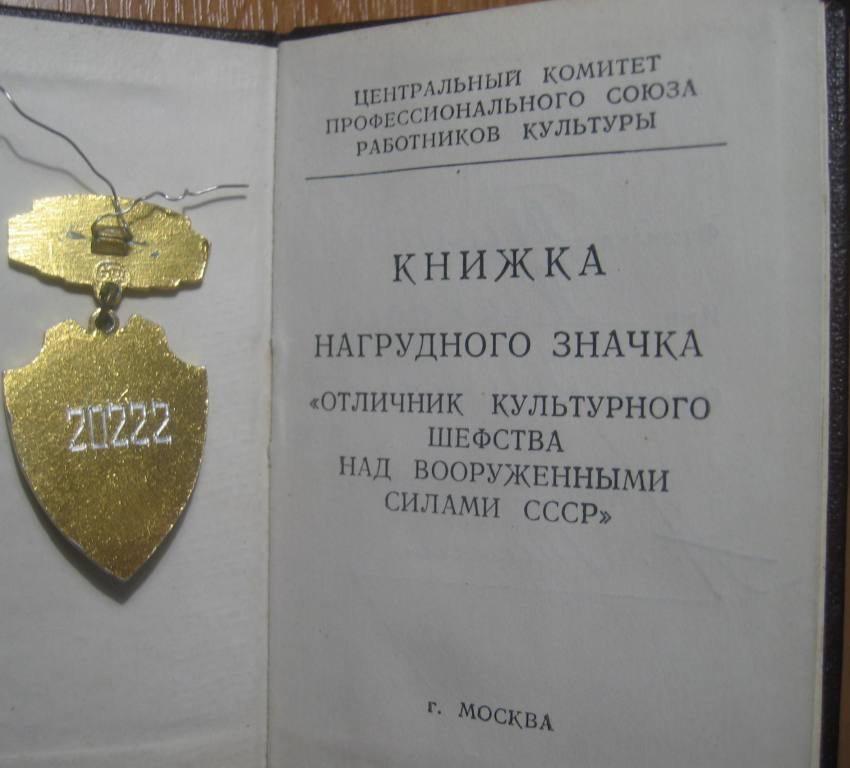 20222
ЦЕНТРАЛЬНЫЙ КОМИТЕТ
ПРОФЕССИОНАЛЬНОГО СОЮЗА
РАБОТНИКОВ КУЛЬТУРЫ
КНИЖКА
НАГРУДНОГО ЗНАЧКА
«ОТЛИЧНИК КУЛЬТУРНОГО
ШЕФСТВА
НАД ВООРУЖЕННЫМИ
СИЛАМИ СССР»
г. МОСКВА